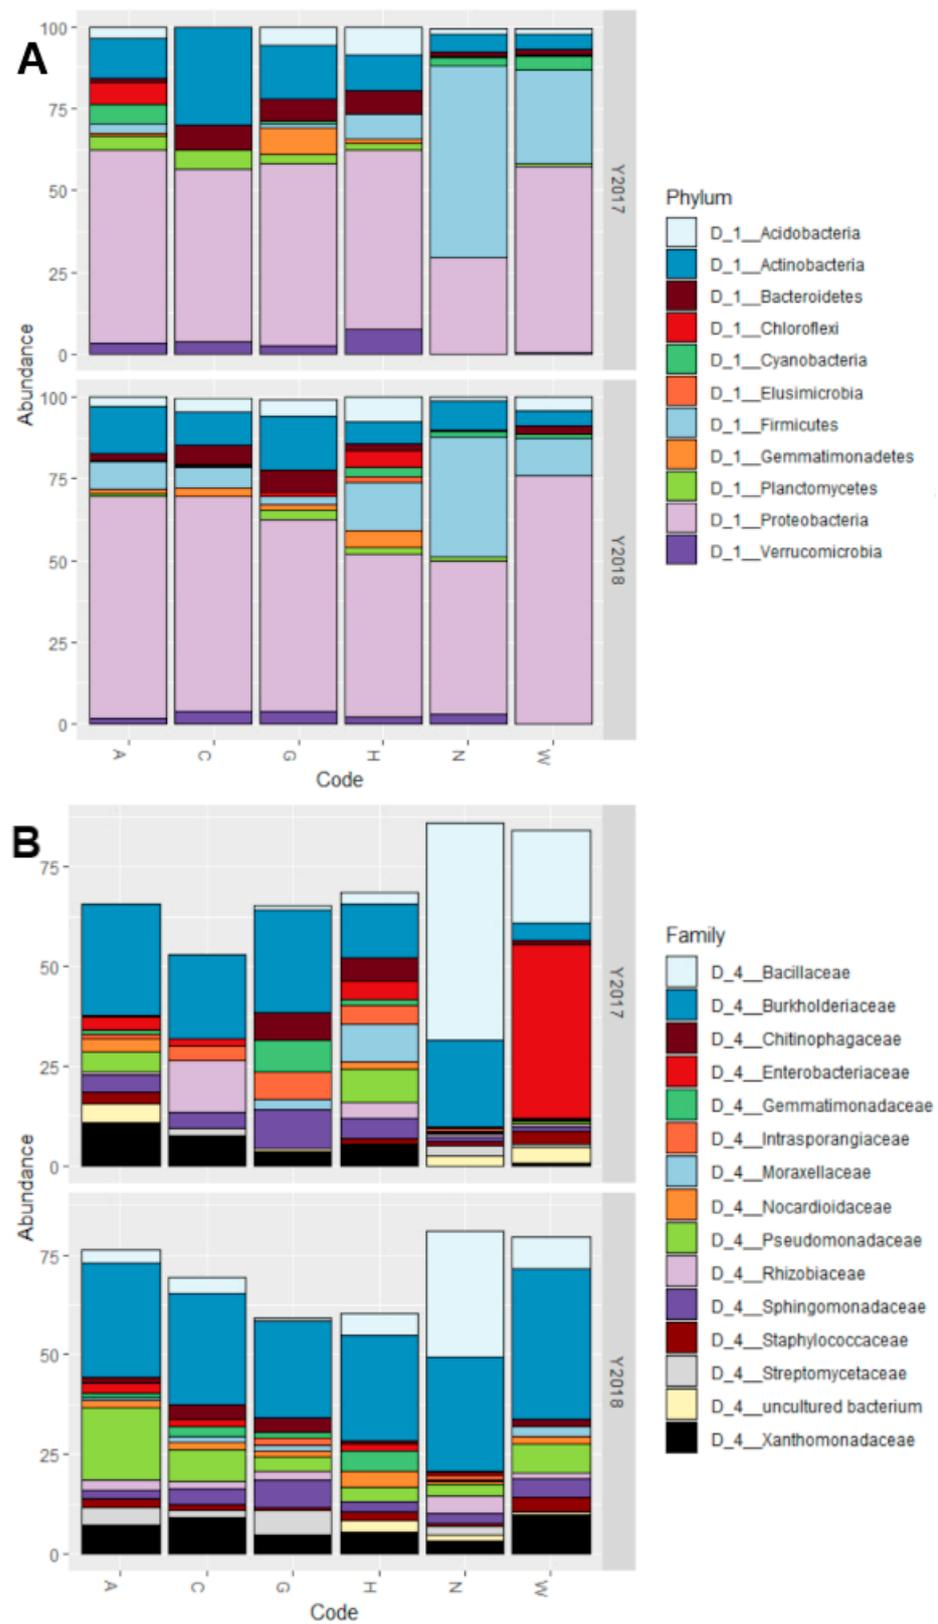 A
100
75
50
25
0
Y2017
Abundance
100
75
50
25
0
Y2018
A
C
G
H
N
W
Code
Phylum
D_1__Acidobacteria
D_1__Actinobacteria
D_1__Bacteroidetes
D_1__Chloroflexi
D_1__Cyanobacteria
D_1__Elusimicrobia
D_1__Firmicutes
D_1__Gemmatimonadetes
D_1__Planctomycetes
D_1__Proteobacteria
D_1__Verrucomicrobia
B
75
50
25
0
Y2017
Abundance
75
50
25
0
Y2018
A
C
G
H
N
W
Code
Family
D_4__Bacillaceae
D_4__Burkholderiaceae
D_4__Chitinophagaceae
D_4__Enterobacteriaceae
D_4__Gemmatimonadaceae
D_4__Intrasporangiaceae
D_4__Moraxellaceae
D_4__Nocardioidaceae
D_4__Pseudomonadaceae
D_4__Rhizobiaceae
D_4__Sphingomonadaceae
D_4__Staphylococcaceae
D_4__Streptomycetaceae
D_4__uncultured bacterium
D_4__Xanthomonadaceae